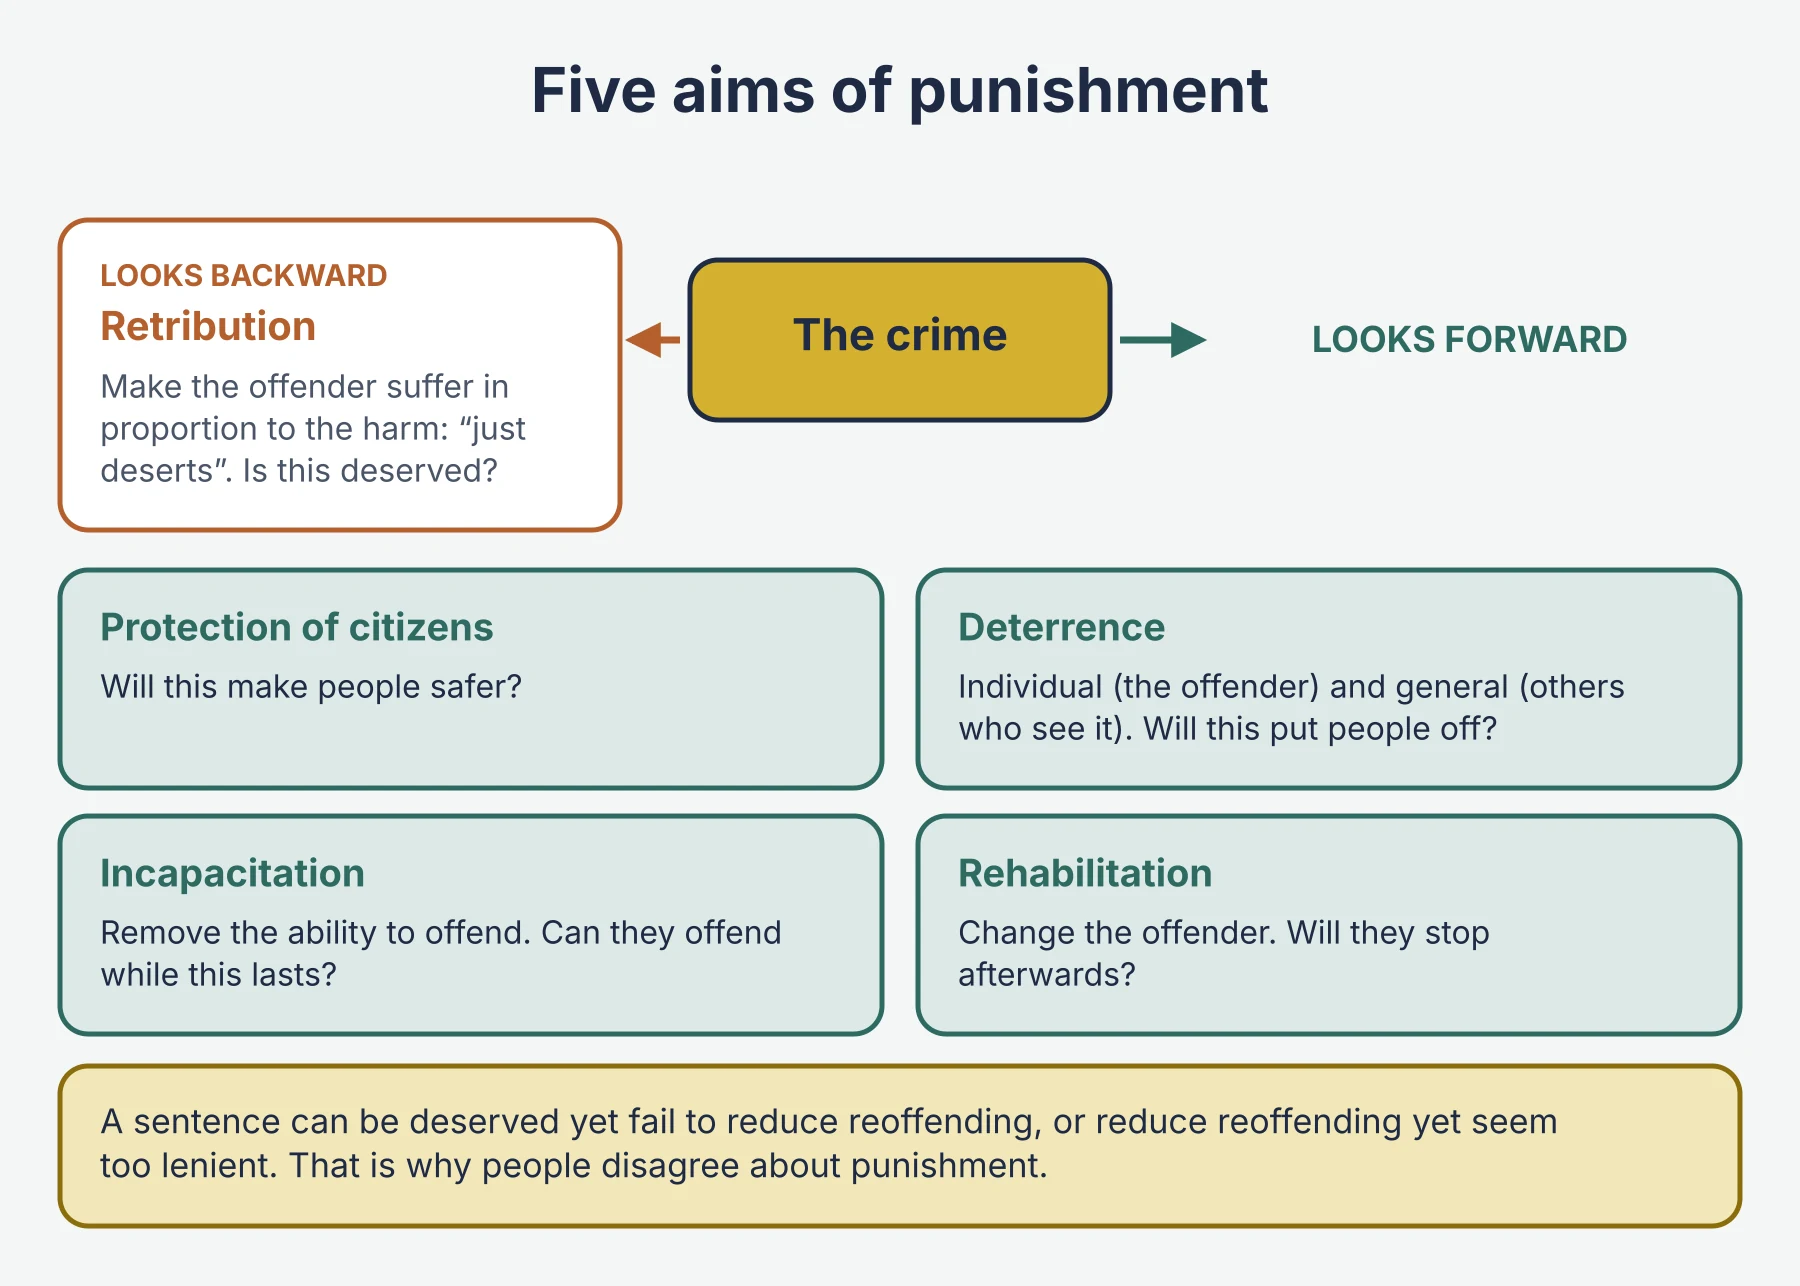 Five aims of punishment
LOOKS BACKWARD
Retribution
Make the offender suffer in
proportion to the harm: “just
deserts”. Is this deserved?
The crime
LOOKS FORWARD
Protection of citizens
Will this make people safer?
Deterrence
Individual (the offender) and general (others
who see it). Will this put people off?
Incapacitation
Remove the ability to offend. Can they offend
while this lasts?
Rehabilitation
Change the offender. Will they stop
afterwards?
A sentence can be deserved yet fail to reduce reoffending, or reduce reoffending yet seem
too lenient. That is why people disagree about punishment.